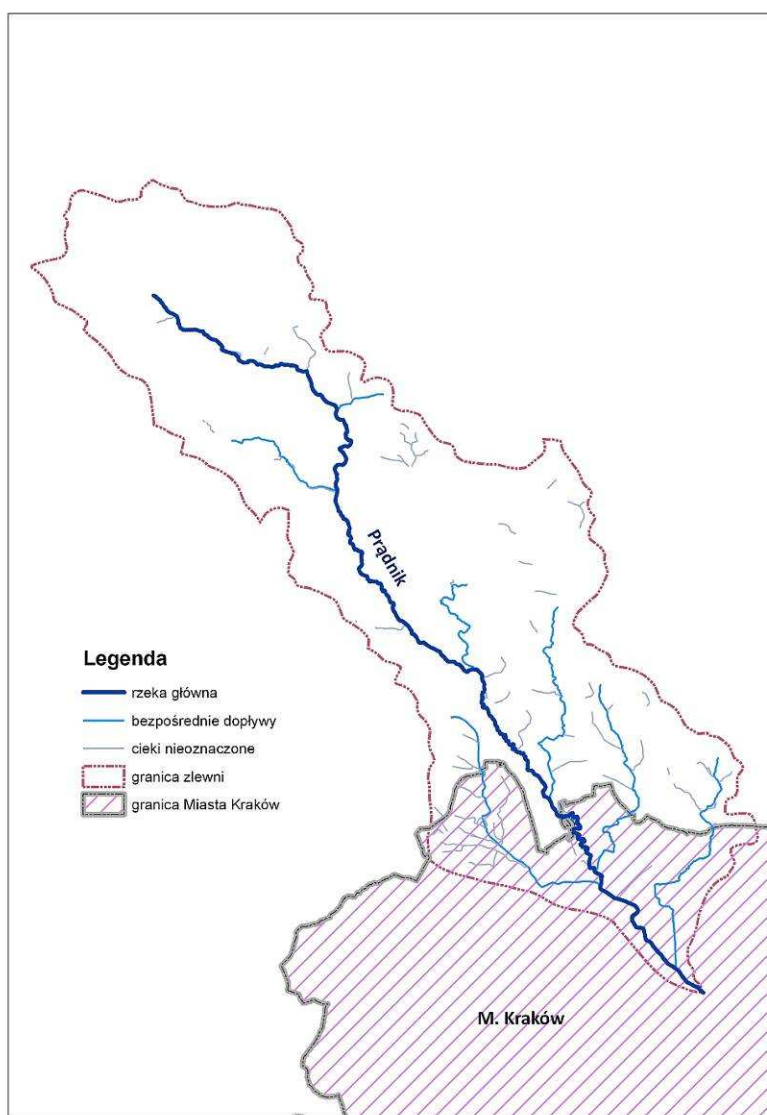 Prądnik
Legenda
rzeka główna
bezpośrednie dopływy
cieki nieoznaczone
granica zlewni
granica Miasta Kraków
M. Kraków